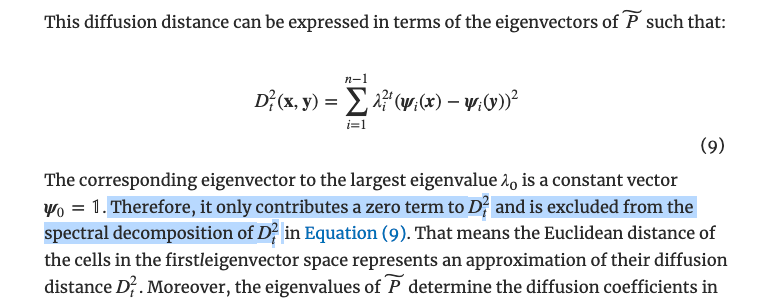 This diffusion distance can be expressed in terms of the eigenvectors of P̃ such that:
n−1
D²ₜ(x, y) = ∑ λᵢ²ᵗ(ψᵢ(x) − ψᵢ(y))²
i=1
(9)
The corresponding eigenvector to the largest eigenvalue λ₀ is a constant vector
ψ₀ = 𝟙. Therefore, it only contributes a zero term to D²ₜ and is excluded from the
spectral decomposition of D²ₜ in Equation (9). That means the Euclidean distance of
the cells in the firstleigenvector space represents an approximation of their diffusion
distance D²ₜ. Moreover, the eigenvalues of P̃ determine the diffusion coefficients in